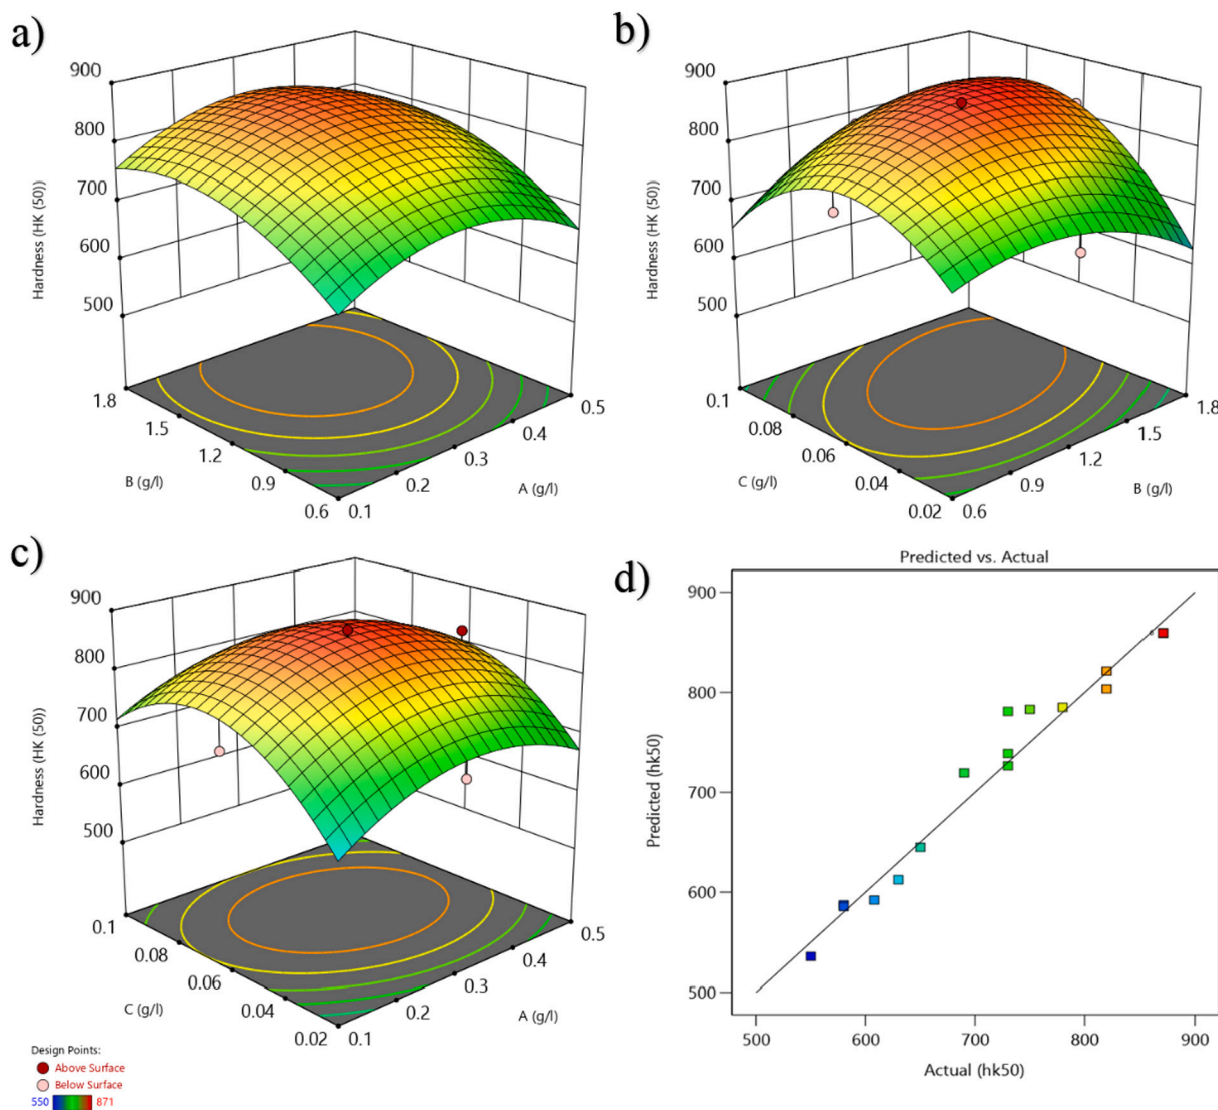 a)
900
800
700
600
500
Hardness (HK (50))
1.8
1.5
1.2
0.9
0.6
B (g/l)
0.1
0.2
0.3
0.4
0.5
A (g/l)
b)
900
800
700
600
500
Hardness (HK (50))
0.1
0.08
0.06
0.04
0.02
C (g/l)
0.6
0.9
1.2
1.5
1.8
B (g/l)
c)
900
800
700
600
500
Hardness (HK (50))
0.1
0.08
0.06
0.04
0.02
C (g/l)
0.1
0.2
0.3
0.4
0.5
A (g/l)
Design Points:
Above Surface
Below Surface
550 871
d)
Predicted vs. Actual
900
800
700
600
500
Predicted (hk50)
500 600 700 800 900
Actual (hk50)